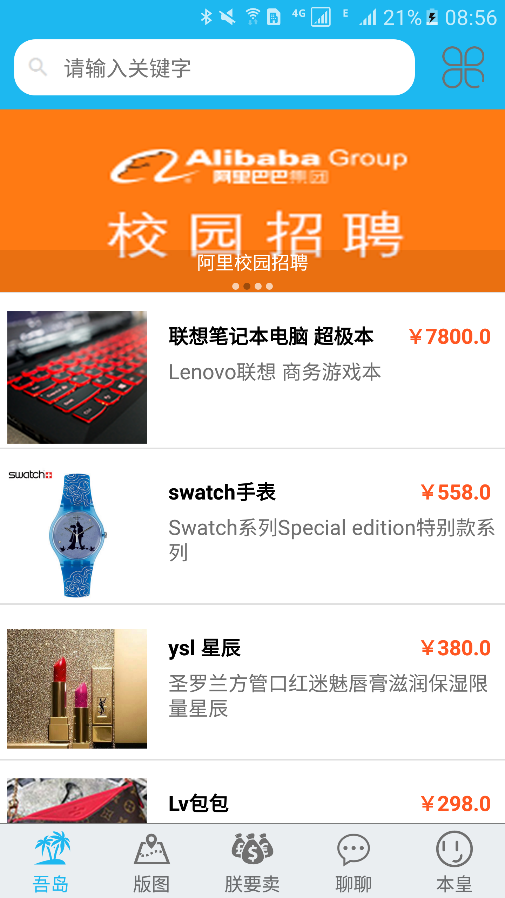 4G E 21% 08:56
请输入关键字
Alibaba Group
阿里巴巴集团
校园招聘
阿里校园招聘
联想笔记本电脑 超极本 ￥7800.0
Lenovo联想 商务游戏本
swatch
swatch手表 ￥558.0
Swatch系列Special edition特别款系
列
ysl 星辰 ￥380.0
圣罗兰方管口红迷魅唇膏滋润保湿限
量星辰
Lv包包 ￥298.0
吾岛 版图 朕要卖 聊聊 本皇